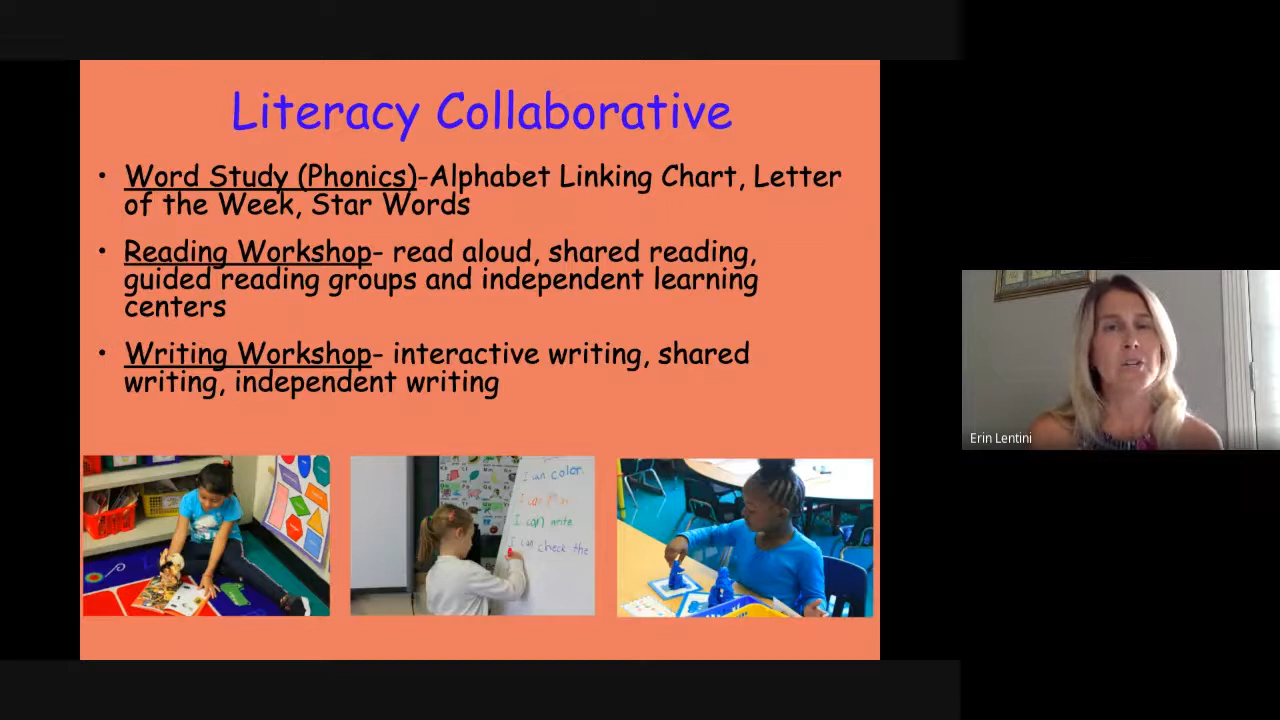 Literacy Collaborative
• Word Study (Phonics)-Alphabet Linking Chart, Letter
of the Week, Star Words
• Reading Workshop- read aloud, shared reading,
guided reading groups and independent learning
centers
• Writing Workshop- interactive writing, shared
writing, independent writing
I can color.
I can
I can write
I can check the
Erin Lentini